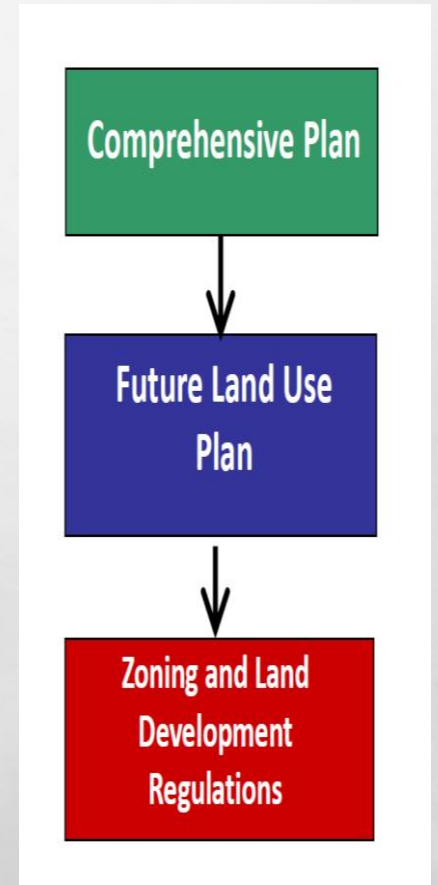 Comprehensive Plan
Future Land Use
Plan
Zoning and Land
Development
Regulations